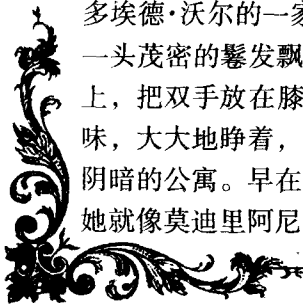 多埃德·沃尔的一家
一头茂密的鬈发飘
上，把双手放在膝
味，大大地睁着，
阴暗的公寓。早在
她就像莫迪里阿尼